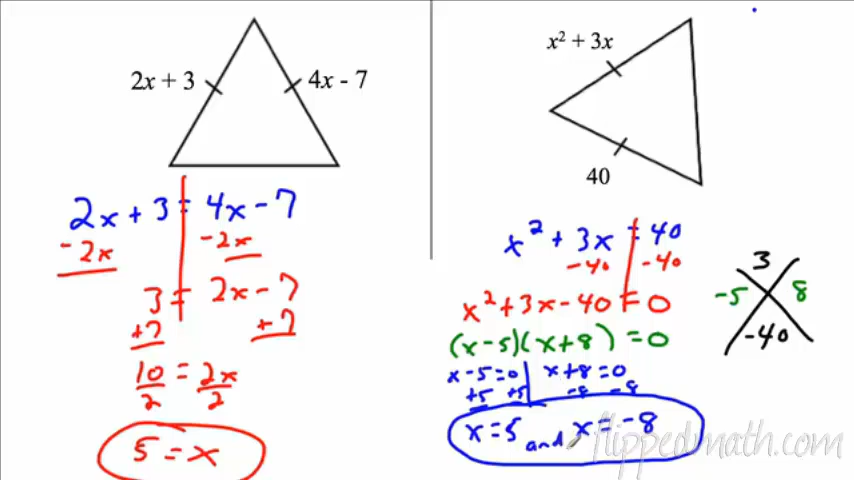 2x + 3
4x - 7
2x + 3 = 4x - 7
-2x -2x
3 = 2x - 7
+7 +7
10 = 2x
2 2
5 = x
x² + 3x
40
x² + 3x = 40
-40 -40
x² + 3x - 40 = 0
(x - 5)(x + 8) = 0
x - 5 = 0 x + 8 = 0
+5 +5 -8 -8
x = 5 and x = -8
3
-5 8
-40
flippedmath.com